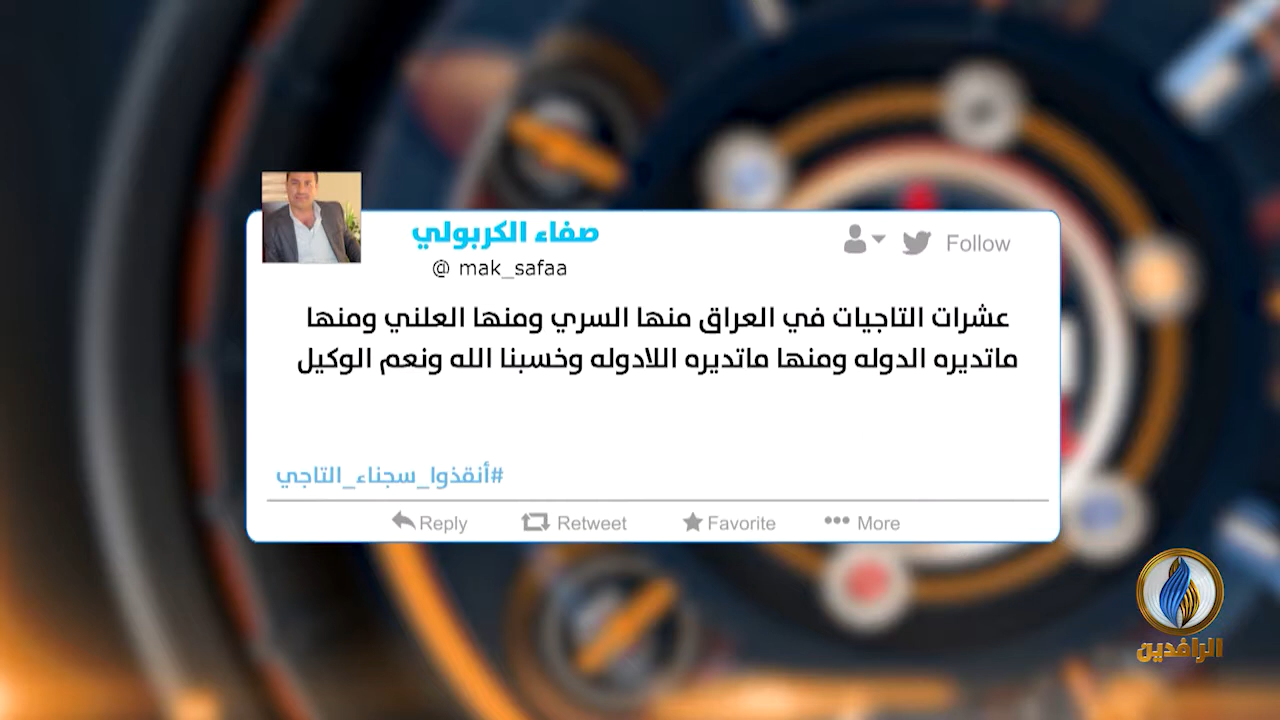 صفاء الكربولي
@ mak_safaa
Follow
عشرات التاجيات في العراق منها السري ومنها العلني ومنها
ماتديره الدوله ومنها ماتديره اللادوله وخسبنا الله ونعم الوكيل
#أنقذوا_سجناء_التاجي
Reply Retweet Favorite More
الرافدين